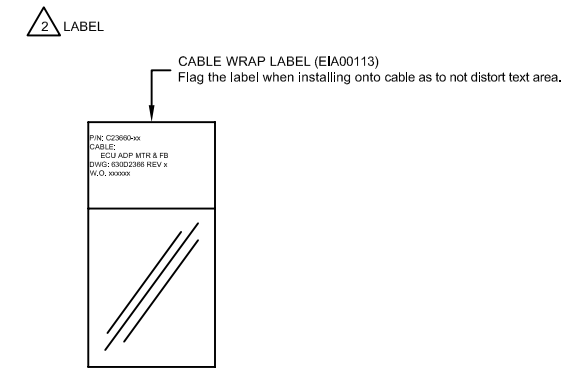 2 LABEL
CABLE WRAP LABEL (EIA00113)
Flag the label when installing onto cable as to not distort text area.
P/N: C23660-xx
CABLE:
ECU ADP MTR & FB
DWG: 630D2366 REV x
W.O. xxxxxx